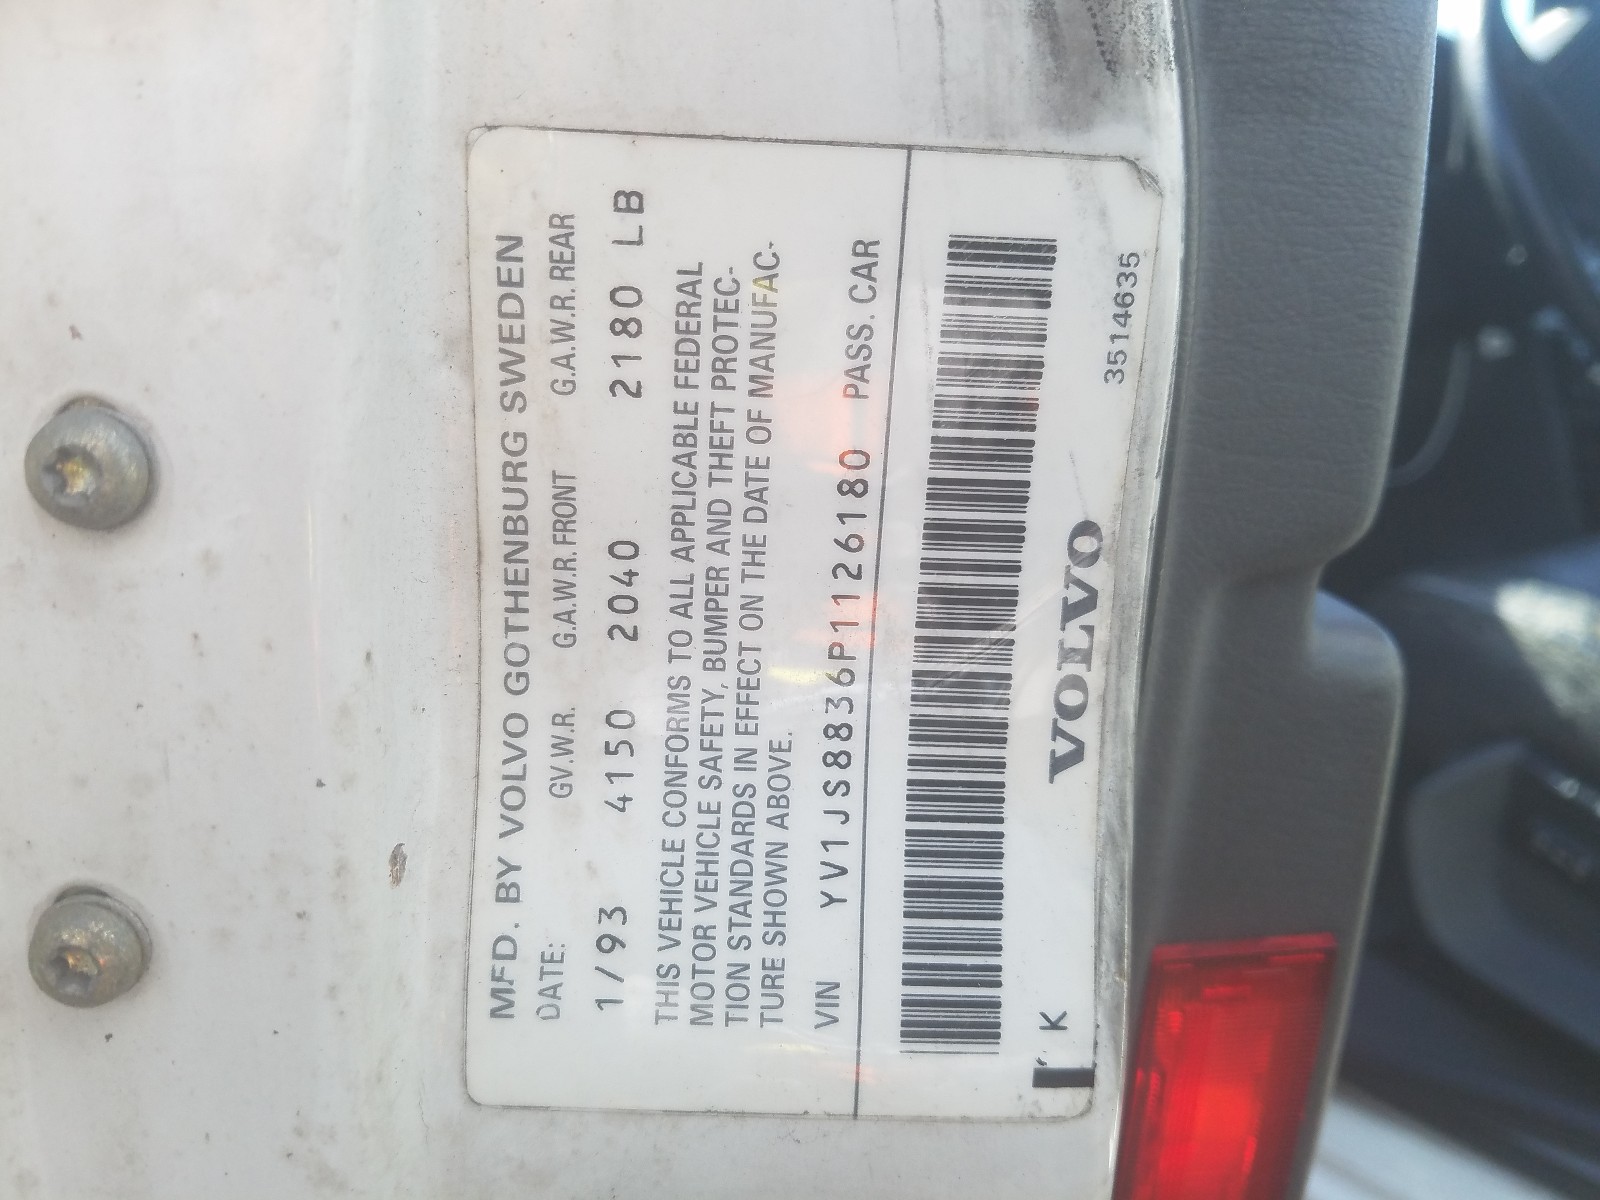 MFD. BY VOLVO GOTHENBURG SWEDEN
DATE: GV.W.R. G.A.W.R. FRONT G.A.W.R. REAR
1/93 4150 2040 2180 LB
THIS VEHICLE CONFORMS TO ALL APPLICABLE FEDERAL
MOTOR VEHICLE SAFETY, BUMPER AND THEFT PROTEC-
TION STANDARDS IN EFFECT ON THE DATE OF MANUFAC-
TURE SHOWN ABOVE.
VIN YV1JS8836P1126180 PASS. CAR
K VOLVO 3514635